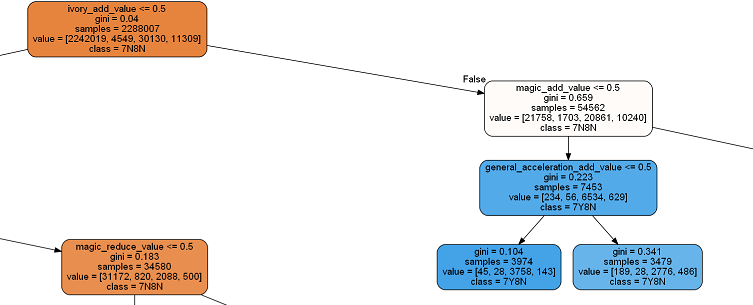 ivory_add_value <= 0.5
gini = 0.04
samples = 2288007
value = [2242019, 4549, 30130, 11309]
class = 7N8N
False
magic_add_value <= 0.5
gini = 0.659
samples = 54562
value = [21758, 1703, 20861, 10240]
class = 7N8N
general_acceleration_add_value <= 0.5
gini = 0.223
samples = 7453
value = [234, 56, 6534, 629]
class = 7Y8N
magic_reduce_value <= 0.5
gini = 0.183
samples = 34580
value = [31172, 820, 2088, 500]
class = 7N8N
gini = 0.104
samples = 3974
value = [45, 28, 3758, 143]
class = 7Y8N
gini = 0.341
samples = 3479
value = [189, 28, 2776, 486]
class = 7Y8N